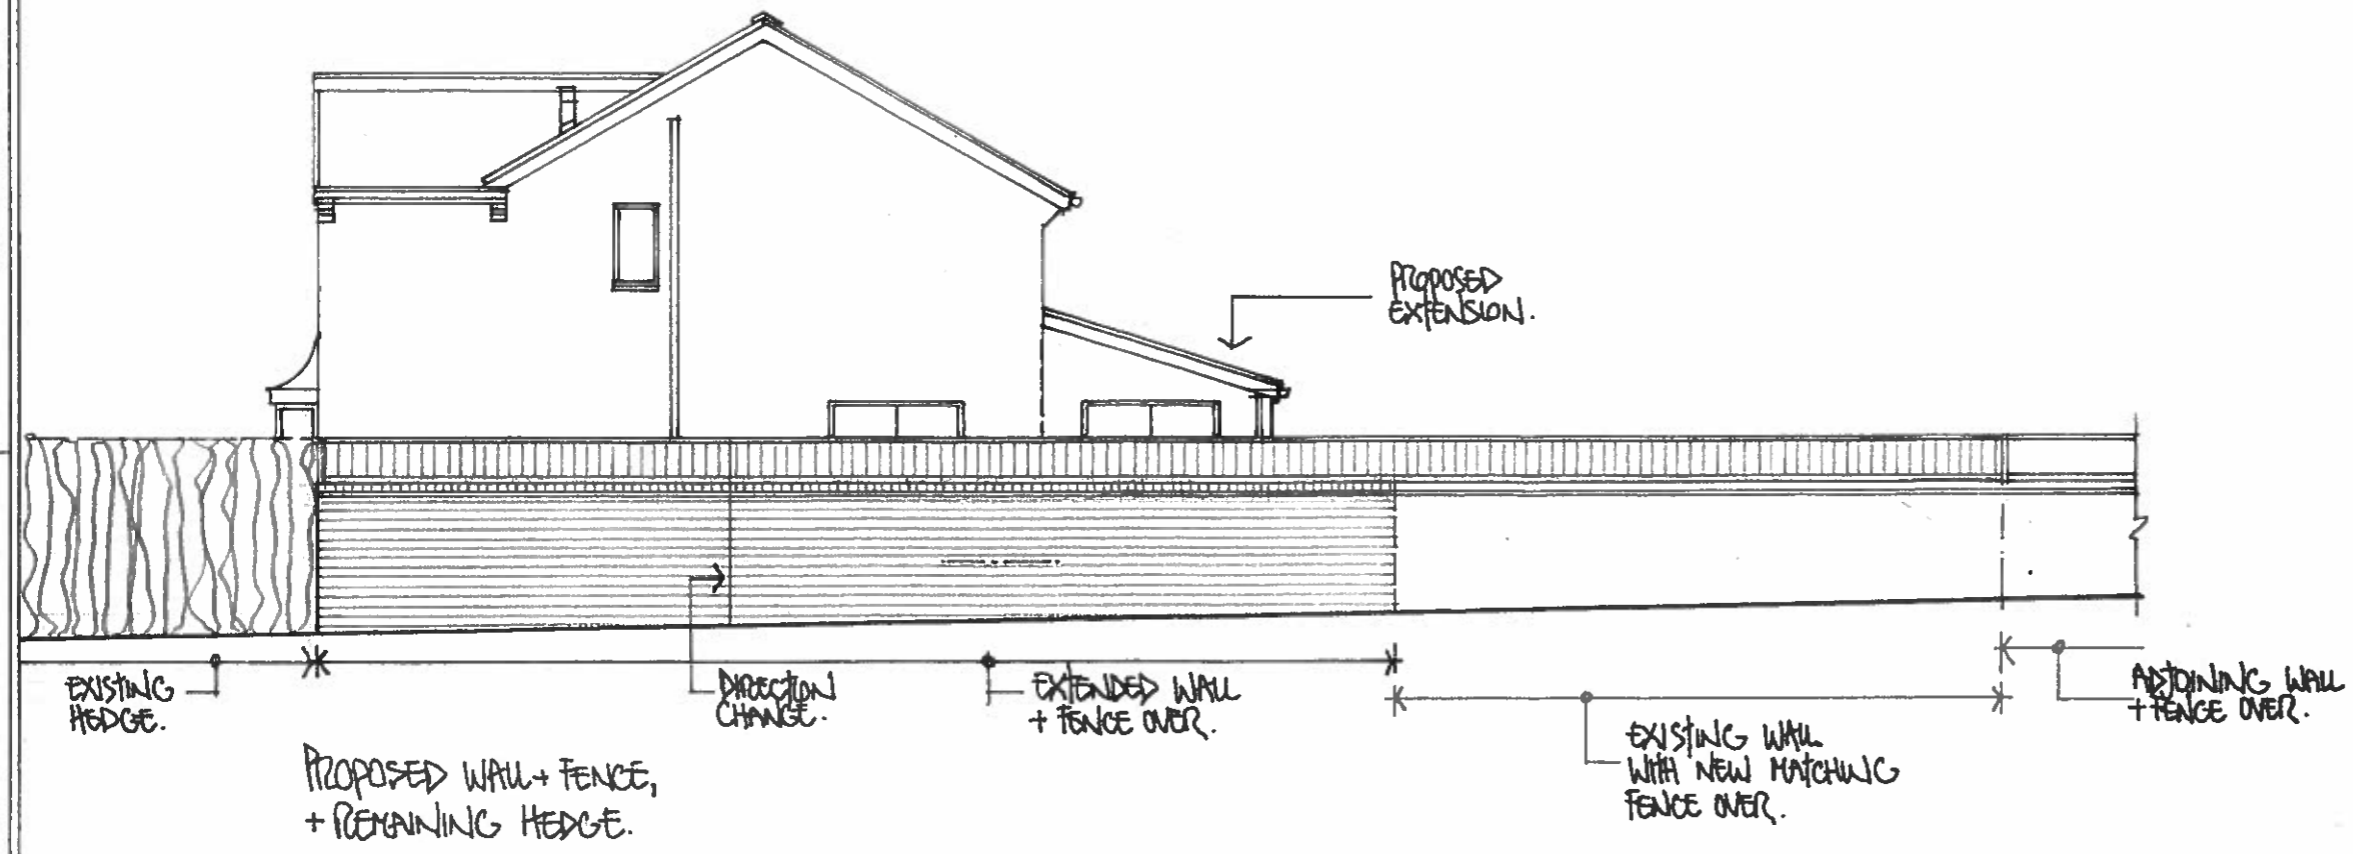 PROPOSED
EXTENSION.
EXISTING
HEDGE.
DIRECTION
CHANGE.
EXTENDED WALL
+ FENCE OVER.
ADJOINING WALL
+ FENCE OVER.
EXISTING WALL
WITH NEW MATCHING
FENCE OVER.
PROPOSED WALL + FENCE,
+ REMAINING HEDGE.